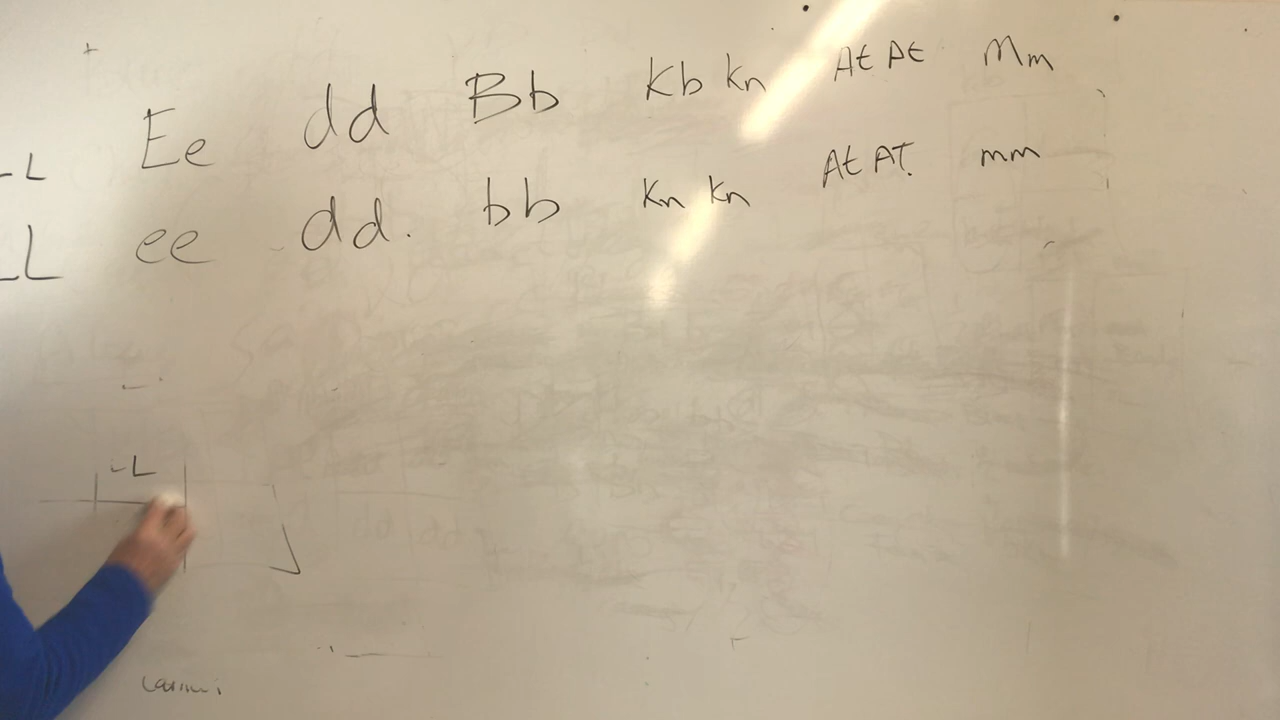 L Ee dd Bb Kb kn At At Mm
L ee dd. bb Kn kn At AT. mm
-L